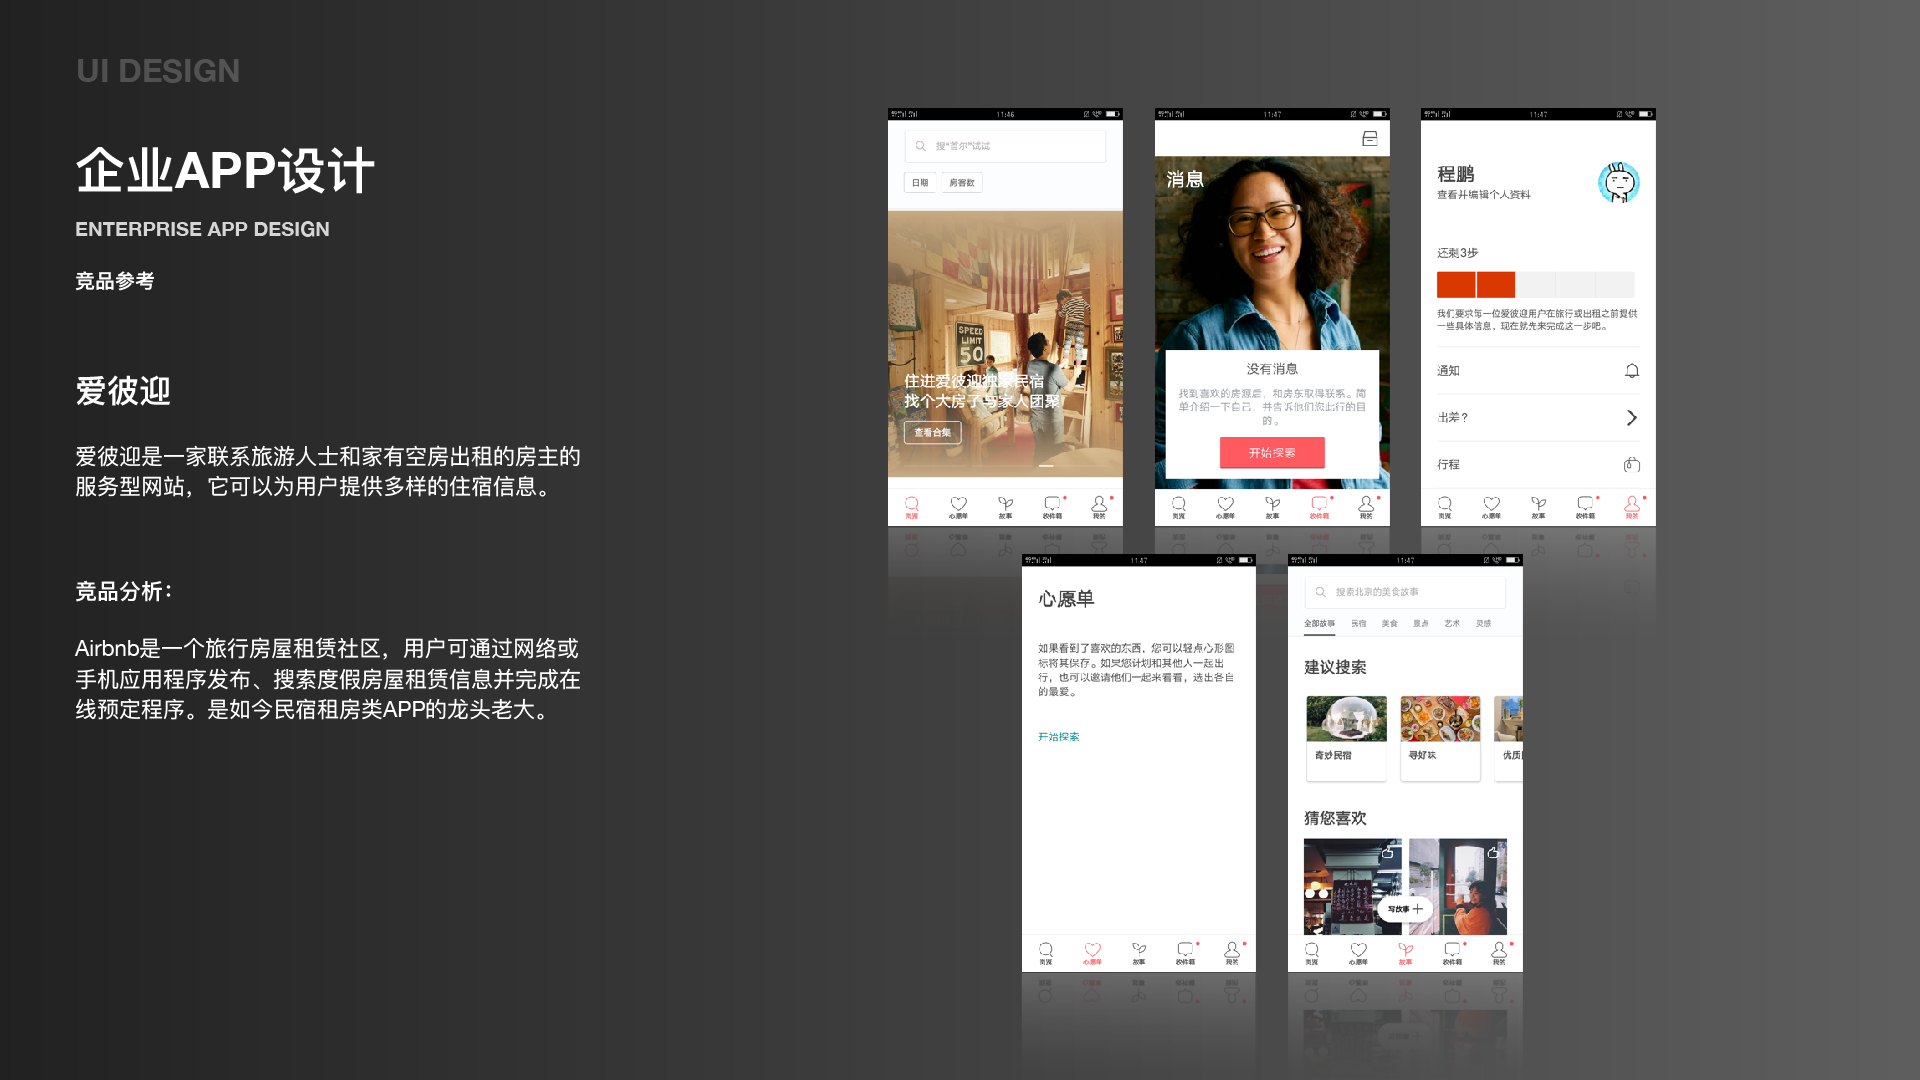 UI DESIGN
企业APP设计
ENTERPRISE APP DESIGN
竞品参考
爱彼迎
爱彼迎是一家联系旅游人士和家有空房出租的房主的
服务型网站，它可以为用户提供多样的住宿信息。
竞品分析：
Airbnb是一个旅行房屋租赁社区，用户可通过网络或
手机应用程序发布、搜索度假房屋租赁信息并完成在
线预定程序。是如今民宿租房类APP的龙头老大。
11:46
搜“首尔”试试
日期
房客数
SPEED
LIMIT
50
住进爱彼迎独家民宿
找个大房子与家人团聚
查看合集
心愿单
故事
收件箱
我的
11:47
消息
没有消息
找到喜欢的房源后，和房东取得联系。简
单介绍一下自己，并告诉他们您出行的目
的。
开始探索
心愿单
故事
收件箱
我的
11:47
程鹏
查看并编辑个人资料
还剩3步
我们要求每一位爱彼迎用户在旅行或出租之前提供
一些具体信息，现在就先来完成这一步吧。
通知
出差？
行程
心愿单
故事
收件箱
我的
11:47
心愿单
如果看到了喜欢的东西，您可以轻点心形图
标将其保存。如果您计划和其他人一起出
行，也可以邀请他们一起来看看，选出各自
的最爱。
开始探索
心愿单
故事
收件箱
我的
11:47
搜索北京的美食故事
全部故事
民宿
美食
景点
艺术
灵感
建议搜索
奇妙民宿
寻好味
优质
猜您喜欢
写故事
心愿单
故事
收件箱
我的